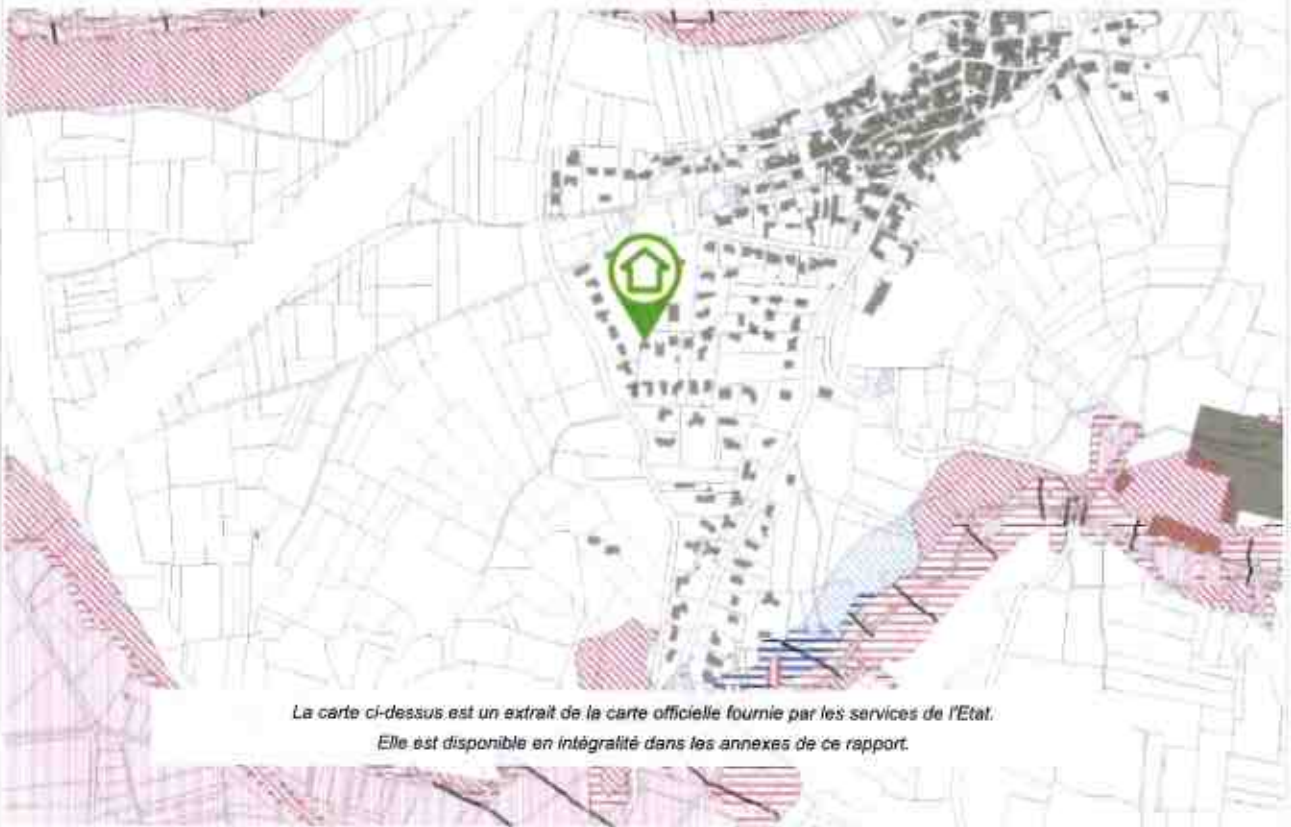 La carte ci-dessus est un extrait de la carte officielle fournie par les services de l'Etat.
Elle est disponible en intégralité dans les annexes de ce rapport.